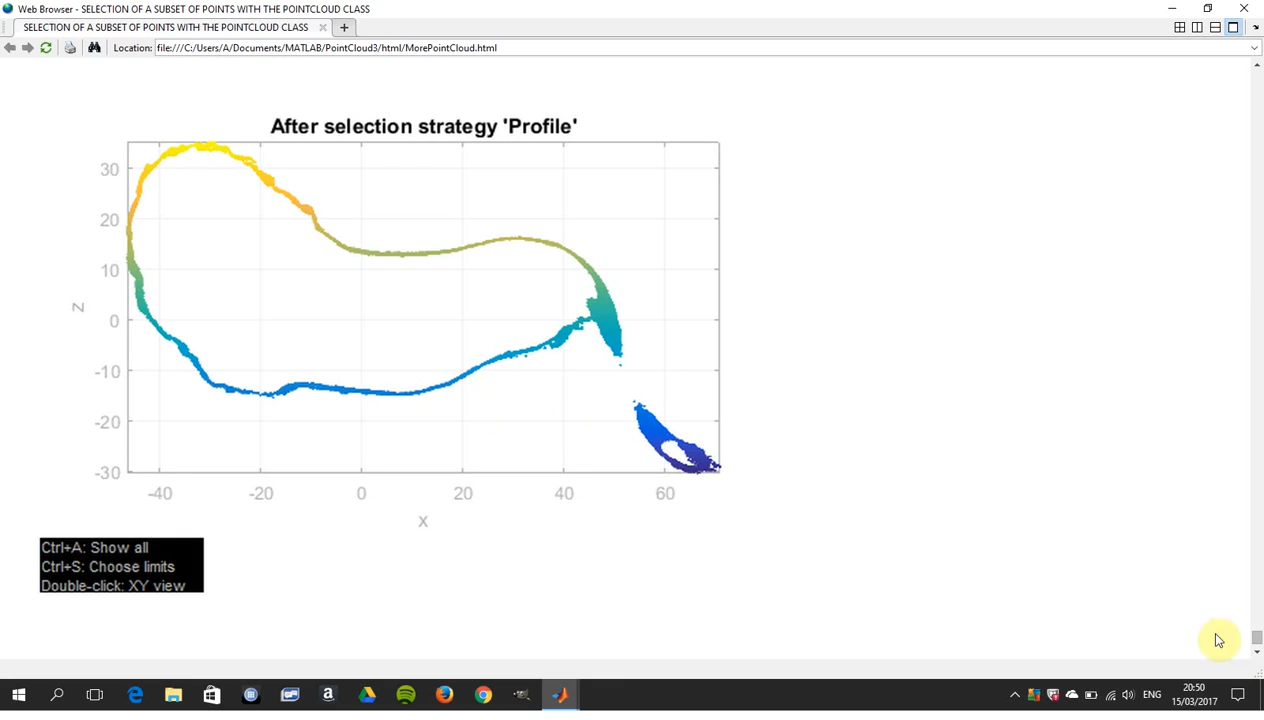 Web Browser - SELECTION OF A SUBSET OF POINTS WITH THE POINTCLOUD CLASS
SELECTION OF A SUBSET OF POINTS WITH THE POINTCLOUD CLASS
Location: file:///C:/Users/A/Documents/MATLAB/PointCloud3/html/MorePointCloud.html
After selection strategy 'Profile'
30
20
10
0
-10
-20
-30
z
-40 -20 0 20 40 60
x
Ctrl+A: Show all
Ctrl+S: Choose limits
Double-click: XY view
ENG
20:50
15/03/2017